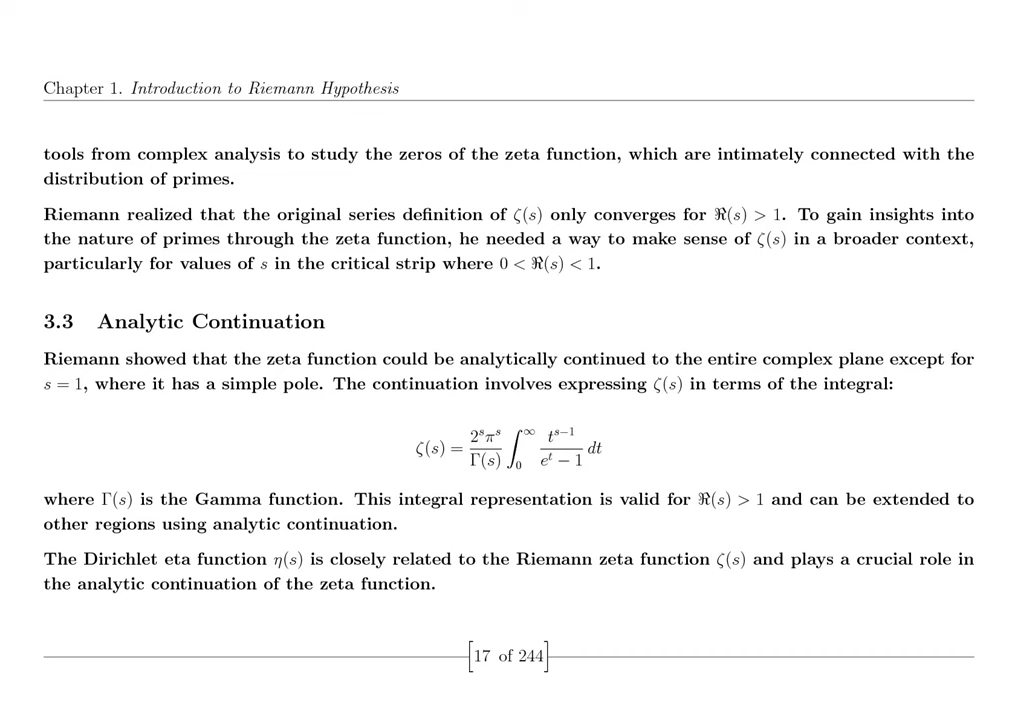 Chapter 1. Introduction to Riemann Hypothesis
tools from complex analysis to study the zeros of the zeta function, which are intimately connected with the
distribution of primes.
Riemann realized that the original series definition of ζ(s) only converges for ℜ(s) > 1. To gain insights into
the nature of primes through the zeta function, he needed a way to make sense of ζ(s) in a broader context,
particularly for values of s in the critical strip where 0 < ℜ(s) < 1.
3.3 Analytic Continuation
Riemann showed that the zeta function could be analytically continued to the entire complex plane except for
s = 1, where it has a simple pole. The continuation involves expressing ζ(s) in terms of the integral:
ζ(s) = \frac{2^s π^s}{Γ(s)} \int_0^∞ \frac{t^{s−1}}{e^t − 1} dt
where Γ(s) is the Gamma function. This integral representation is valid for ℜ(s) > 1 and can be extended to
other regions using analytic continuation.
The Dirichlet eta function η(s) is closely related to the Riemann zeta function ζ(s) and plays a crucial role in
the analytic continuation of the zeta function.
[17 of 244]